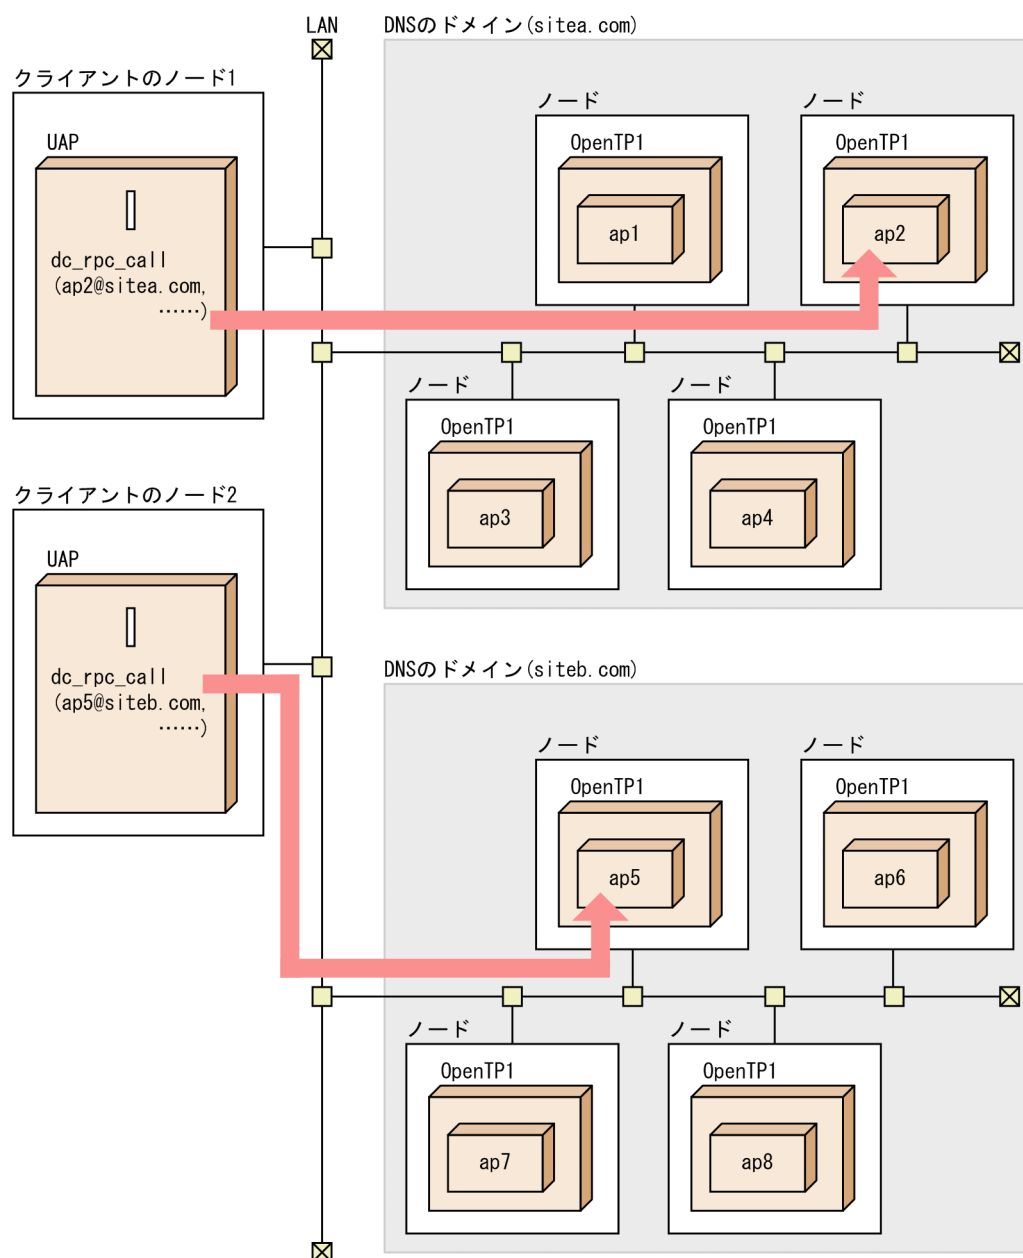 LAN
DNSのドメイン(sitea.com)
クライアントのノード1
UAP
dc_rpc_call
(ap2@sitea.com,
……)
ノード
OpenTP1
ap1
ノード
OpenTP1
ap2
ノード
OpenTP1
ap3
ノード
OpenTP1
ap4
クライアントのノード2
UAP
dc_rpc_call
(ap5@siteb.com,
……)
DNSのドメイン(siteb.com)
ノード
OpenTP1
ap5
ノード
OpenTP1
ap6
ノード
OpenTP1
ap7
ノード
OpenTP1
ap8